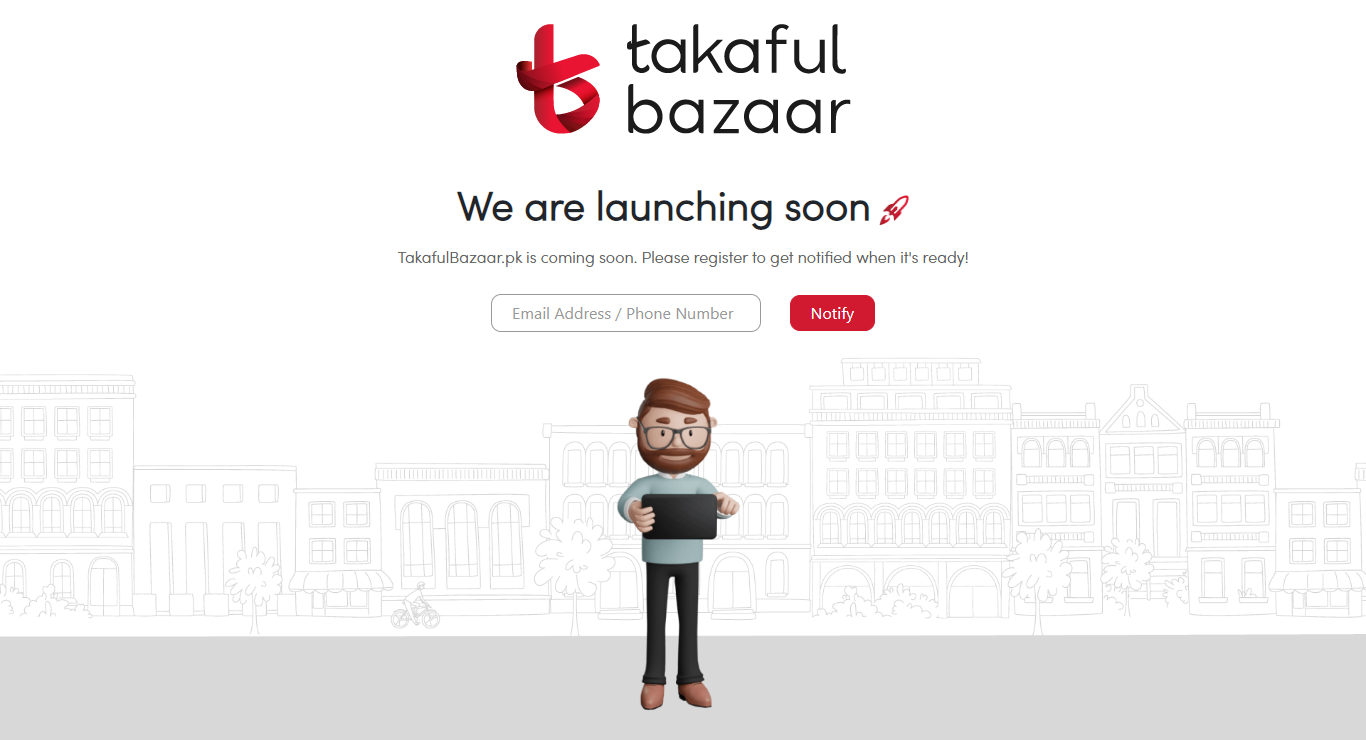 takaful
bazaar
We are launching soon
TakafulBazaar.pk is coming soon. Please register to get notified when it's ready!
Email Address / Phone Number
Notify